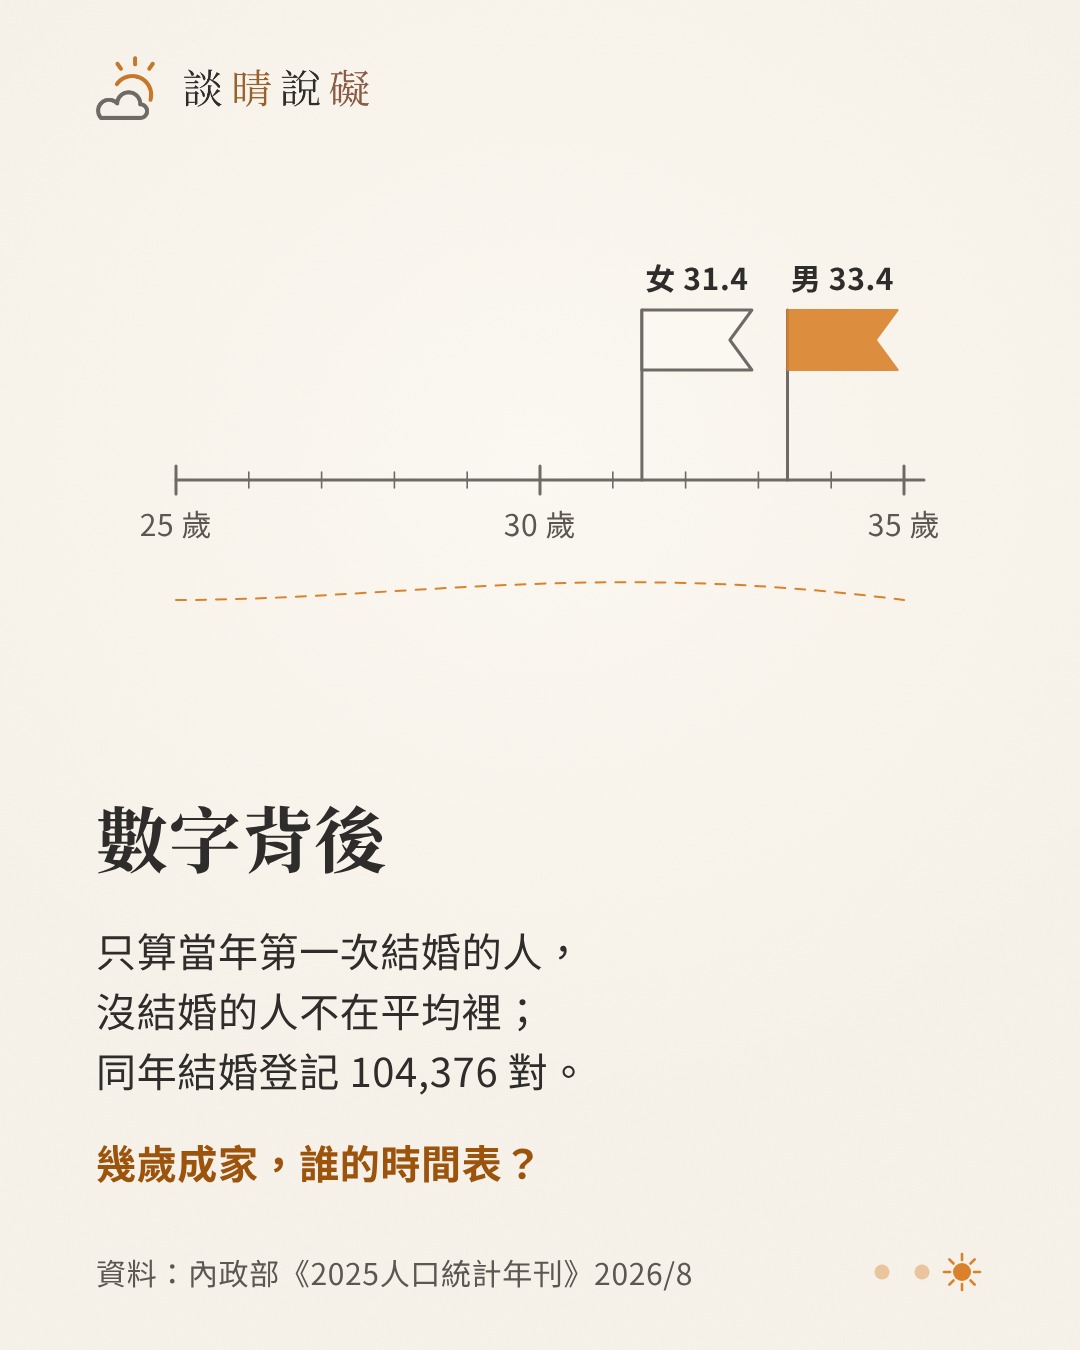 談晴說礙
女 31.4 男 33.4
25 歲 30 歲 35 歲
數字背後
只算當年第一次結婚的人，
沒結婚的人不在平均裡；
同年結婚登記 104,376 對。
幾歲成家，誰的時間表？
資料：內政部《2025人口統計年刊》2026/8